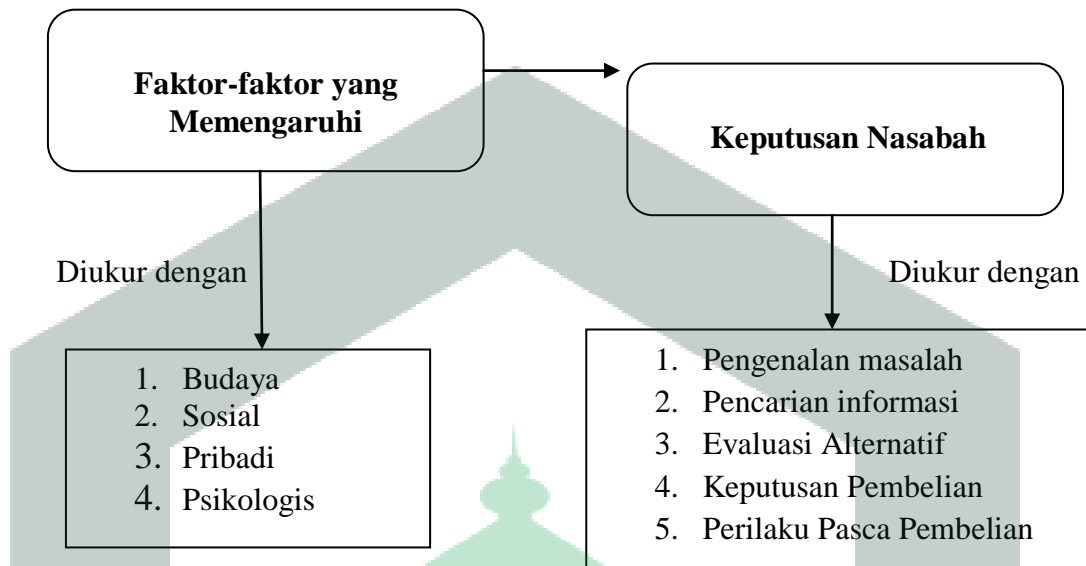 Faktor-faktor yang
Memengaruhi
Keputusan Nasabah
Diukur dengan
Diukur dengan
1. Budaya
2. Sosial
3. Pribadi
4. Psikologis
1. Pengenalan masalah
2. Pencarian informasi
3. Evaluasi Alternatif
4. Keputusan Pembelian
5. Perilaku Pasca Pembelian